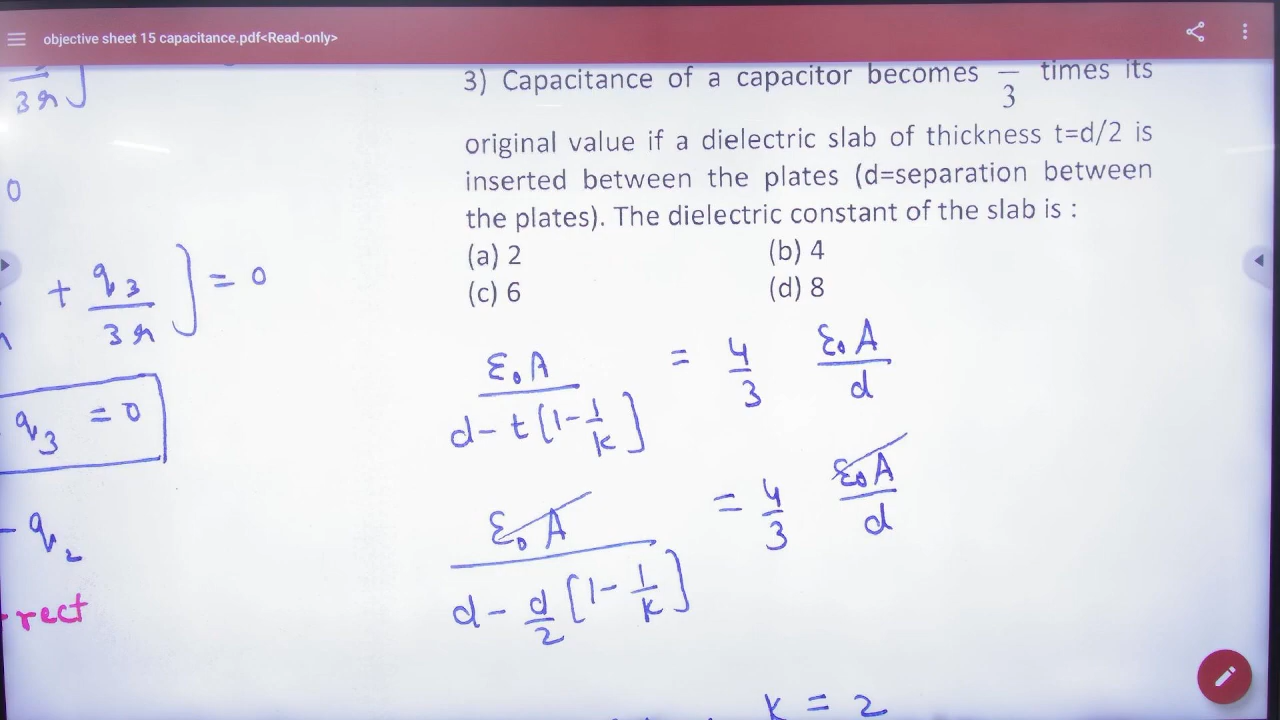 objective sheet 15 capacitance.pdf<Read-only>
3r]
0
+ q3/3r ] = 0
q3 = 0
- q2
rect
3) Capacitance of a capacitor becomes /3 times its
original value if a dielectric slab of thickness t=d/2 is
inserted between the plates (d=separation between
the plates). The dielectric constant of the slab is :
(a) 2 (b) 4
(c) 6 (d) 8
ε₀A / d - t[1 - 1/k] = 4/3 ε₀A/d
ε₀A / d - d/2 [1 - 1/k] = 4/3 ε₀A/d
k = 2